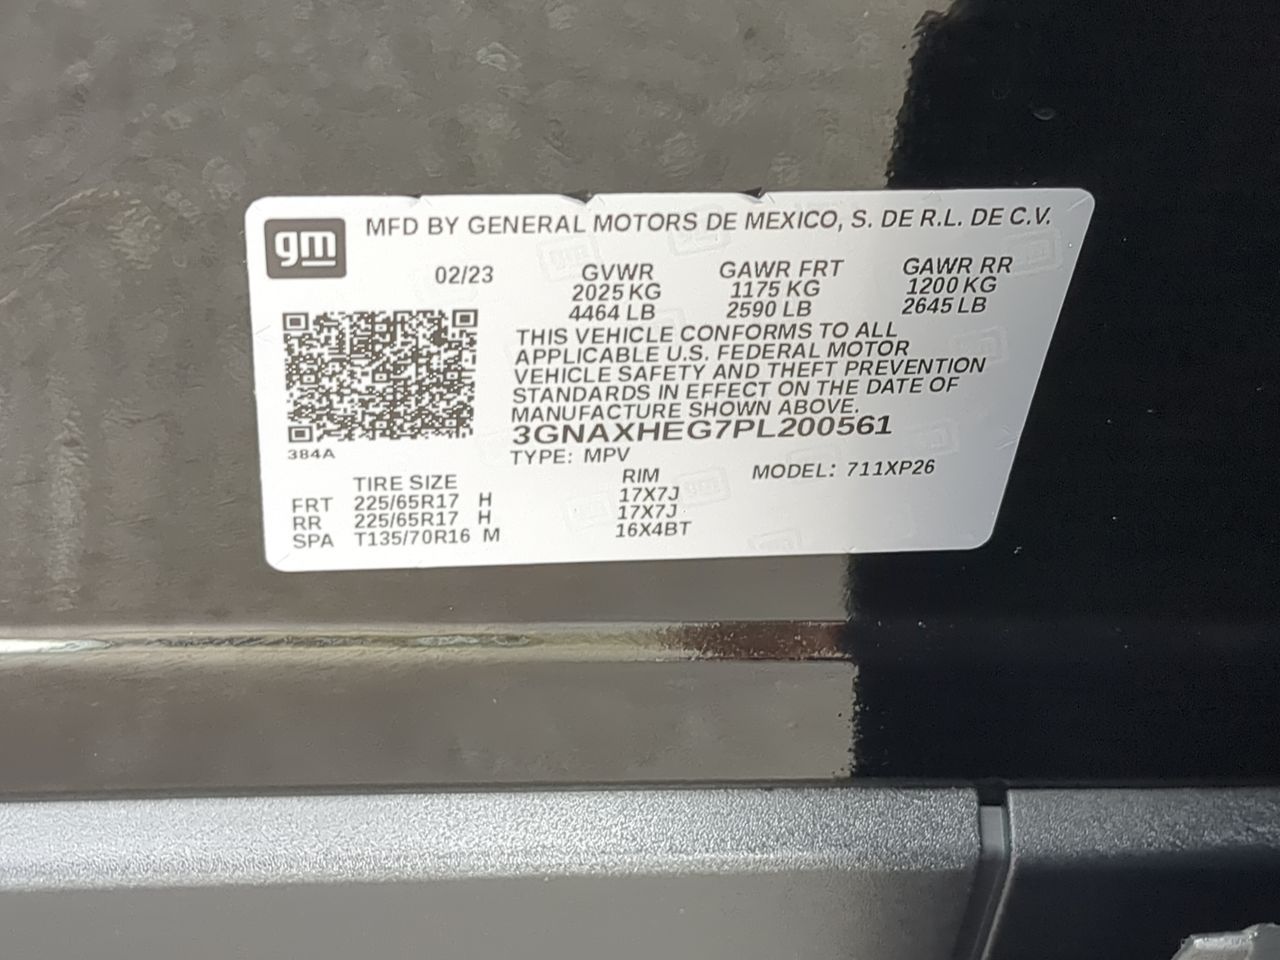 gm
MFD BY GENERAL MOTORS DE MEXICO, S. DE R.L. DE C.V.
02/23 GVWR GAWR FRT GAWR RR
2025 KG 1175 KG 1200 KG
4464 LB 2590 LB 2645 LB
THIS VEHICLE CONFORMS TO ALL
APPLICABLE U.S. FEDERAL MOTOR
VEHICLE SAFETY AND THEFT PREVENTION
STANDARDS IN EFFECT ON THE DATE OF
MANUFACTURE SHOWN ABOVE.
3GNAXHEG7PL200561
384A
TYPE: MPV MODEL: 711XP26
TIRE SIZE RIM
FRT 225/65R17 H 17X7J
RR 225/65R17 H 17X7J
SPA T135/70R16 M 16X4BT